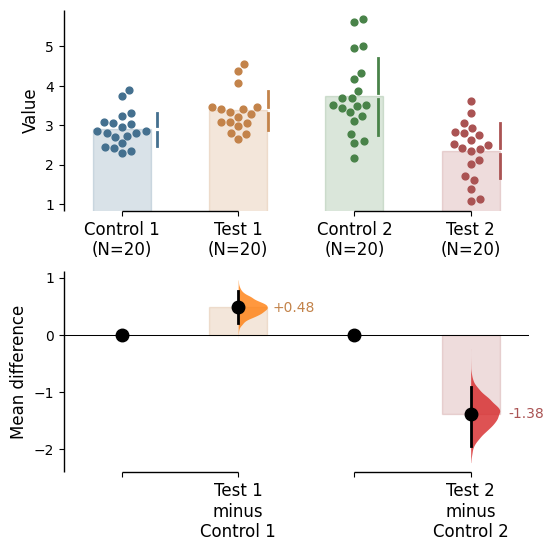 5
4
3
2
1
Value
Control 1 Test 1 Control 2 Test 2
(N=20) (N=20) (N=20) (N=20)
1
0
−1
−2
Mean difference
+0.48
-1.38
Test 1 Test 2
minus minus
Control 1 Control 2